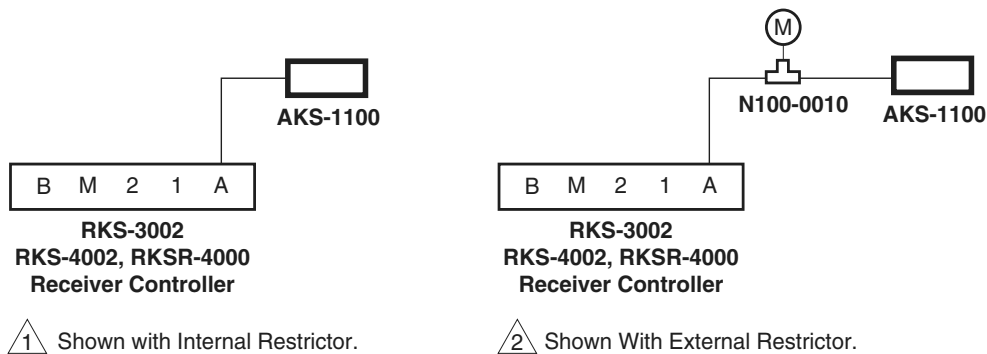 AKS-1100
B M 2 1 A
RKS-3002
RKS-4002, RKSR-4000
Receiver Controller
1 Shown with Internal Restrictor.
M
N100-0010
AKS-1100
B M 2 1 A
RKS-3002
RKS-4002, RKSR-4000
Receiver Controller
2 Shown With External Restrictor.